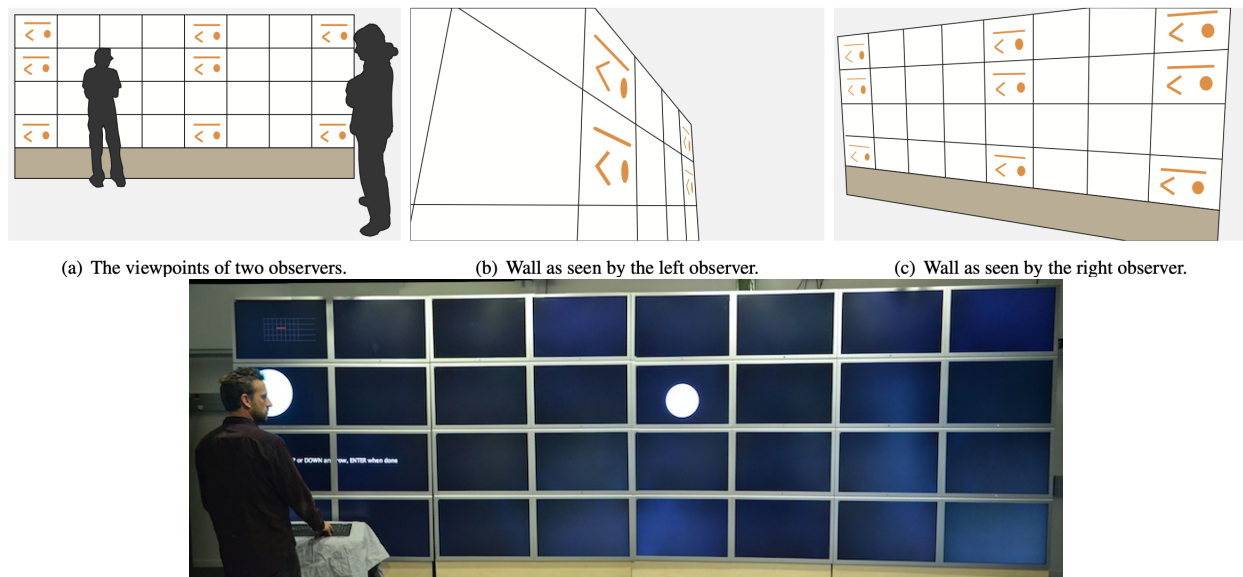 (a) The viewpoints of two observers.
(b) Wall as seen by the left observer.
(c) Wall as seen by the right observer.
or DOWN arrow, ENTER when done